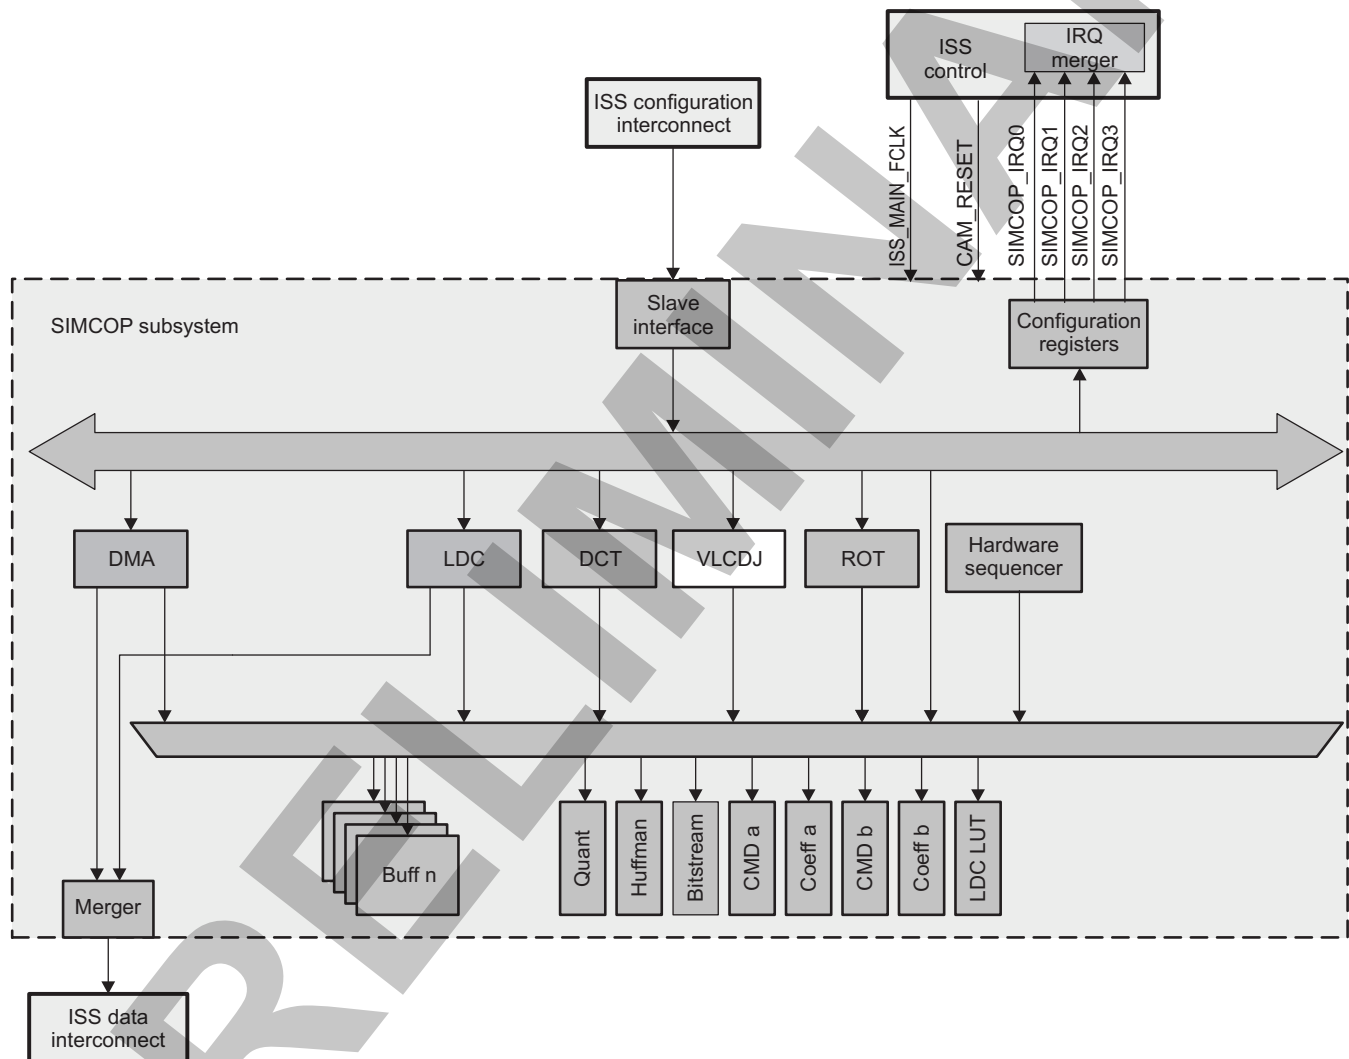 ISS
control
IRQ
merger
ISS configuration
interconnect
ISS_MAIN_FCLK
CAM_RESET
SIMCOP_IRQ0
SIMCOP_IRQ1
SIMCOP_IRQ2
SIMCOP_IRQ3
SIMCOP subsystem
Slave
interface
Configuration
registers
DMA
LDC
DCT
VLCDJ
ROT
Hardware
sequencer
Buff n
Quant
Huffman
Bitstream
CMD a
Coeff a
CMD b
Coeff b
LDC LUT
Merger
ISS data
interconnect
RELIMINA